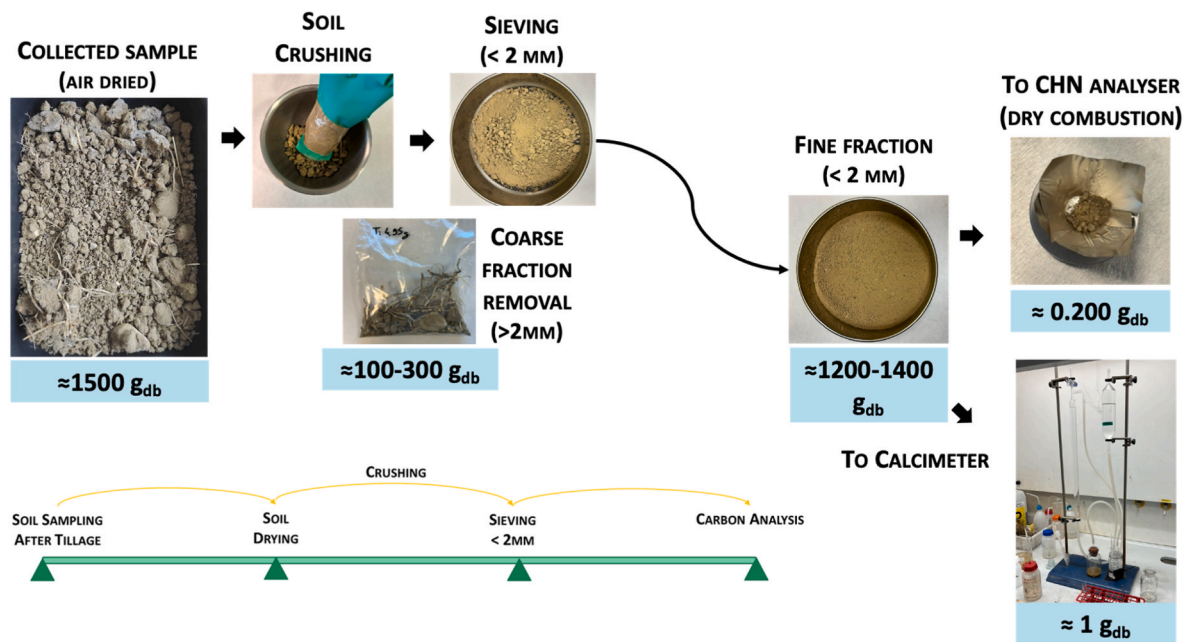 COLLECTED SAMPLE
(AIR DRIED)
≈1500 gdb
SOIL
CRUSHING
SIEVING
(< 2 MM)
COARSE
FRACTION
REMOVAL
(>2MM)
≈100-300 gdb
FINE FRACTION
(< 2 MM)
≈1200-1400
gdb
TO CHN ANALYSER
(DRY COMBUSTION)
≈ 0.200 gdb
TO CALCIMETER
≈ 1 gdb
CRUSHING
SOIL SAMPLING
AFTER TILLAGE
SOIL
DRYING
SIEVING
< 2MM
CARBON ANALYSIS